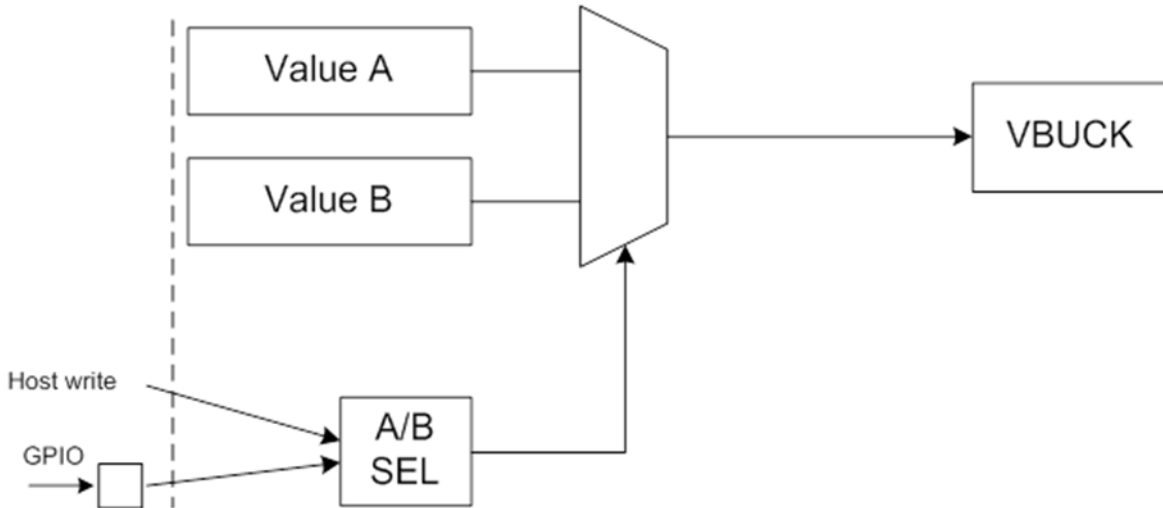 Value A
VBUCK
Value B
Host write
A/B
SEL
GPIO